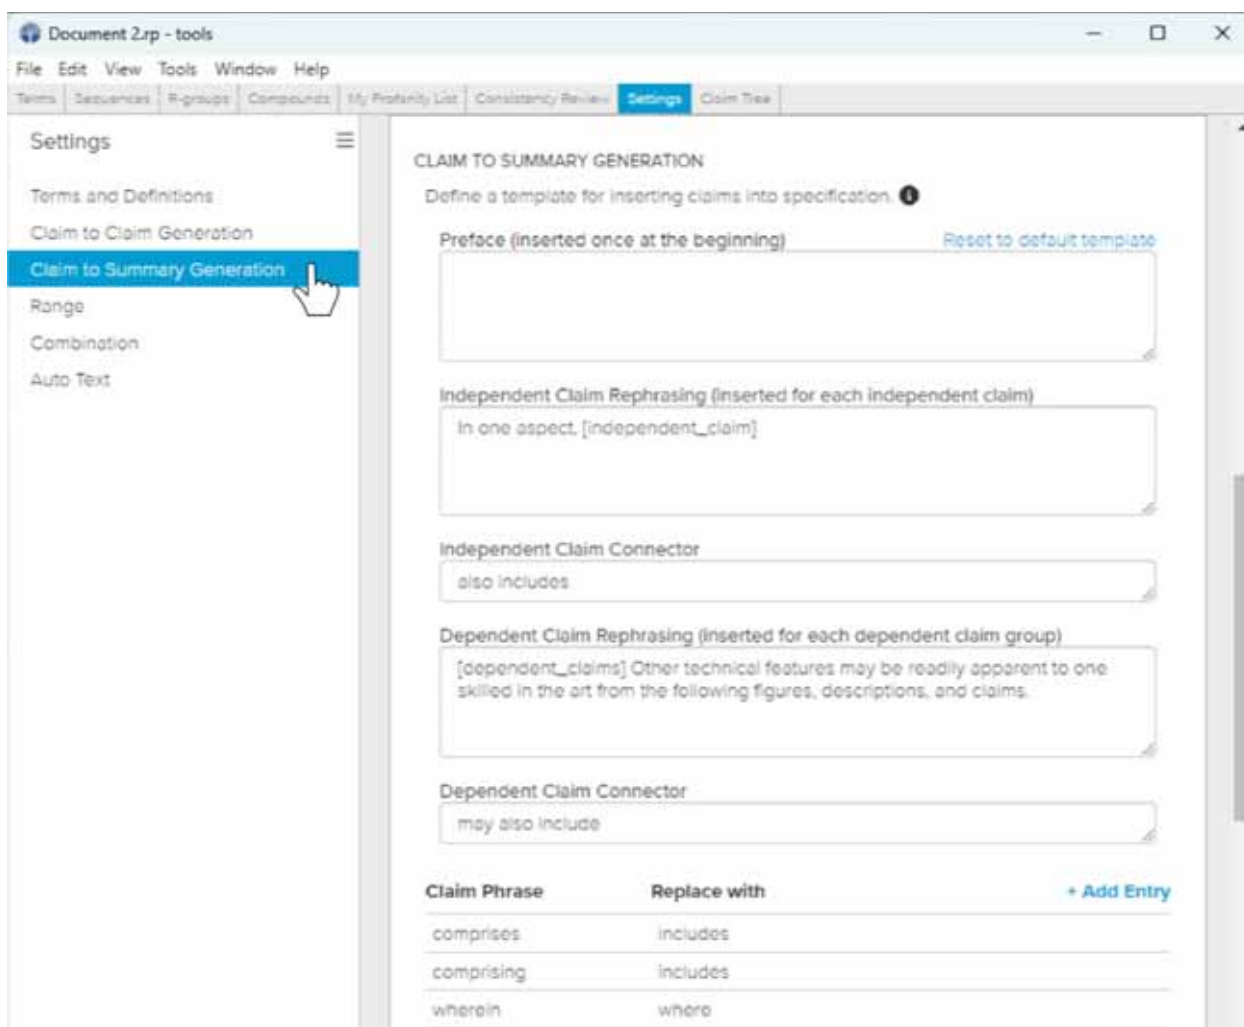 Document 2.rp - tools
File Edit View Tools Window Help
Terms Sequences R-groups Compounds My Profanity List Consistency Review Settings Claim Tree
Settings
Terms and Definitions
Claim to Claim Generation
Claim to Summary Generation
Range
Combination
Auto Text
CLAIM TO SUMMARY GENERATION
Define a template for inserting claims into specification.
Preface (inserted once at the beginning) Reset to default template
Independent Claim Rephrasing (inserted for each independent claim)
In one aspect, [independent_claim]
Independent Claim Connector
also includes
Dependent Claim Rephrasing (inserted for each dependent claim group)
[dependent_claims] Other technical features may be readily apparent to one
skilled in the art from the following figures, descriptions, and claims.
Dependent Claim Connector
may also include
Claim Phrase Replace with + Add Entry
comprises includes
comprising includes
wherein where